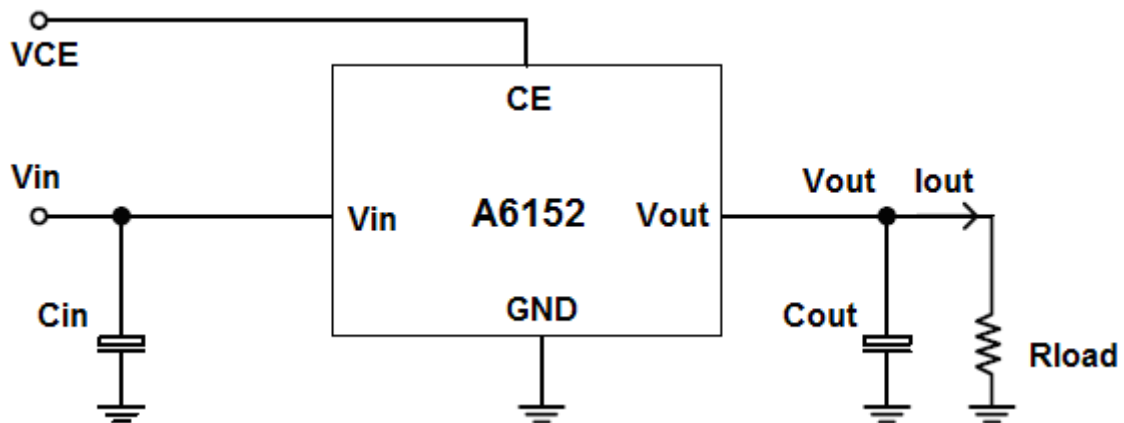 VCE
CE
Vin
Vout Iout
Vin A6152 Vout
GND
Cin
Cout
Rload